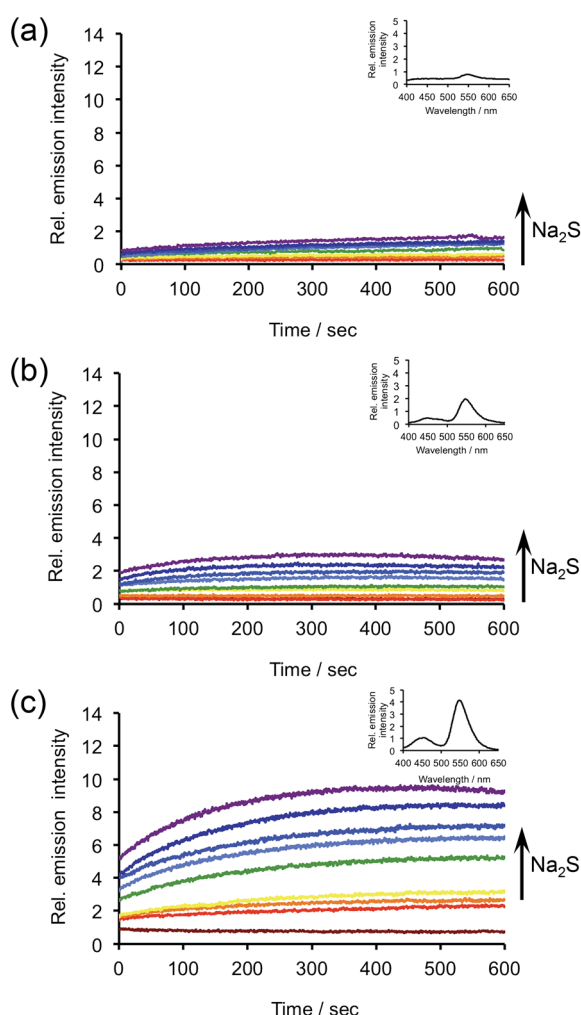 (a)
Rel. emission intensity
14
12
10
8
6
4
2
0
0 100 200 300 400 500 600
Time / sec
Rel. emission
intensity
5
4
3
2
1
0
400 450 500 550 600 650
Wavelength / nm
Na₂S
(b)
Rel. emission intensity
14
12
10
8
6
4
2
0
0 100 200 300 400 500 600
Time / sec
Rel. emission
intensity
5
4
3
2
1
0
400 450 500 550 600 650
Wavelength / nm
Na₂S
(c)
Rel. emission intensity
14
12
10
8
6
4
2
0
0 100 200 300 400 500 600
Time / sec
Rel. emission
intensity
5
4
3
2
1
0
400 450 500 550 600 650
Wavelength / nm
Na₂S